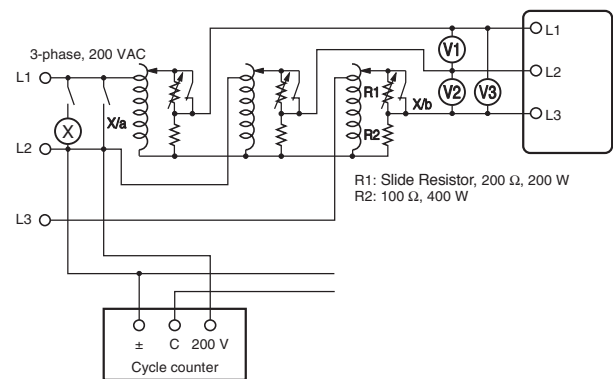 3-phase, 200 VAC
L1
L2
L3
X
X/a
R1
R2
X/b
V1
V2
V3
L1
L2
L3
R1: Slide Resistor, 200 Ω, 200 W
R2: 100 Ω, 400 W
± C 200 V
Cycle counter